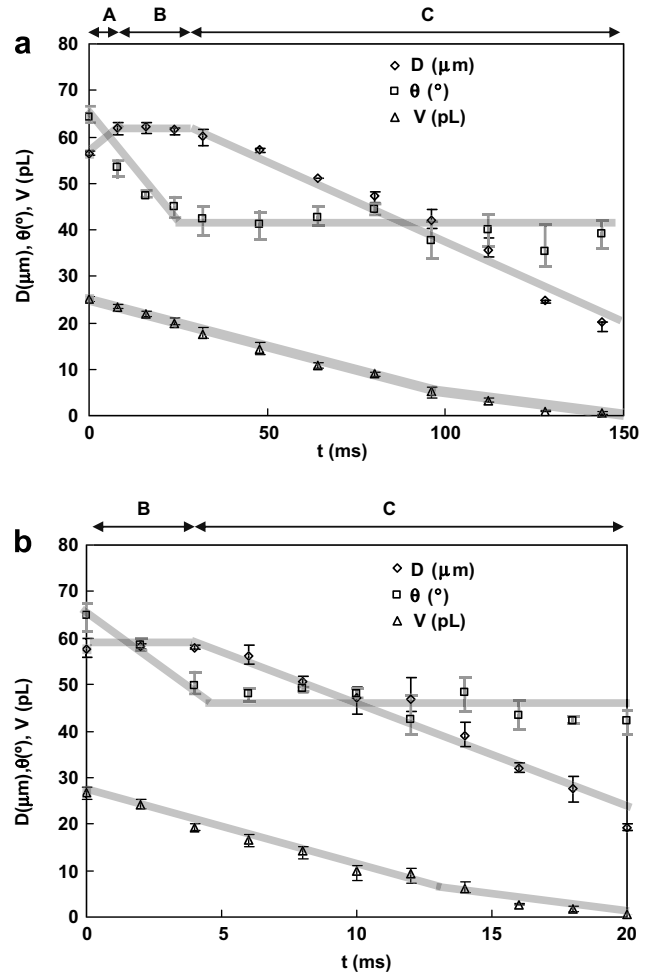 A B C
a
80
70
60
50
40
30
20
10
0
D(μm), θ(°), V (pL)
D (μm)
θ (°)
V (pL)
0 50 100 150
t (ms)
B C
b
80
70
60
50
40
30
20
10
0
D(μm),θ(°), V (pL)
D (μm)
θ (°)
V (pL)
0 5 10 15 20
t (ms)